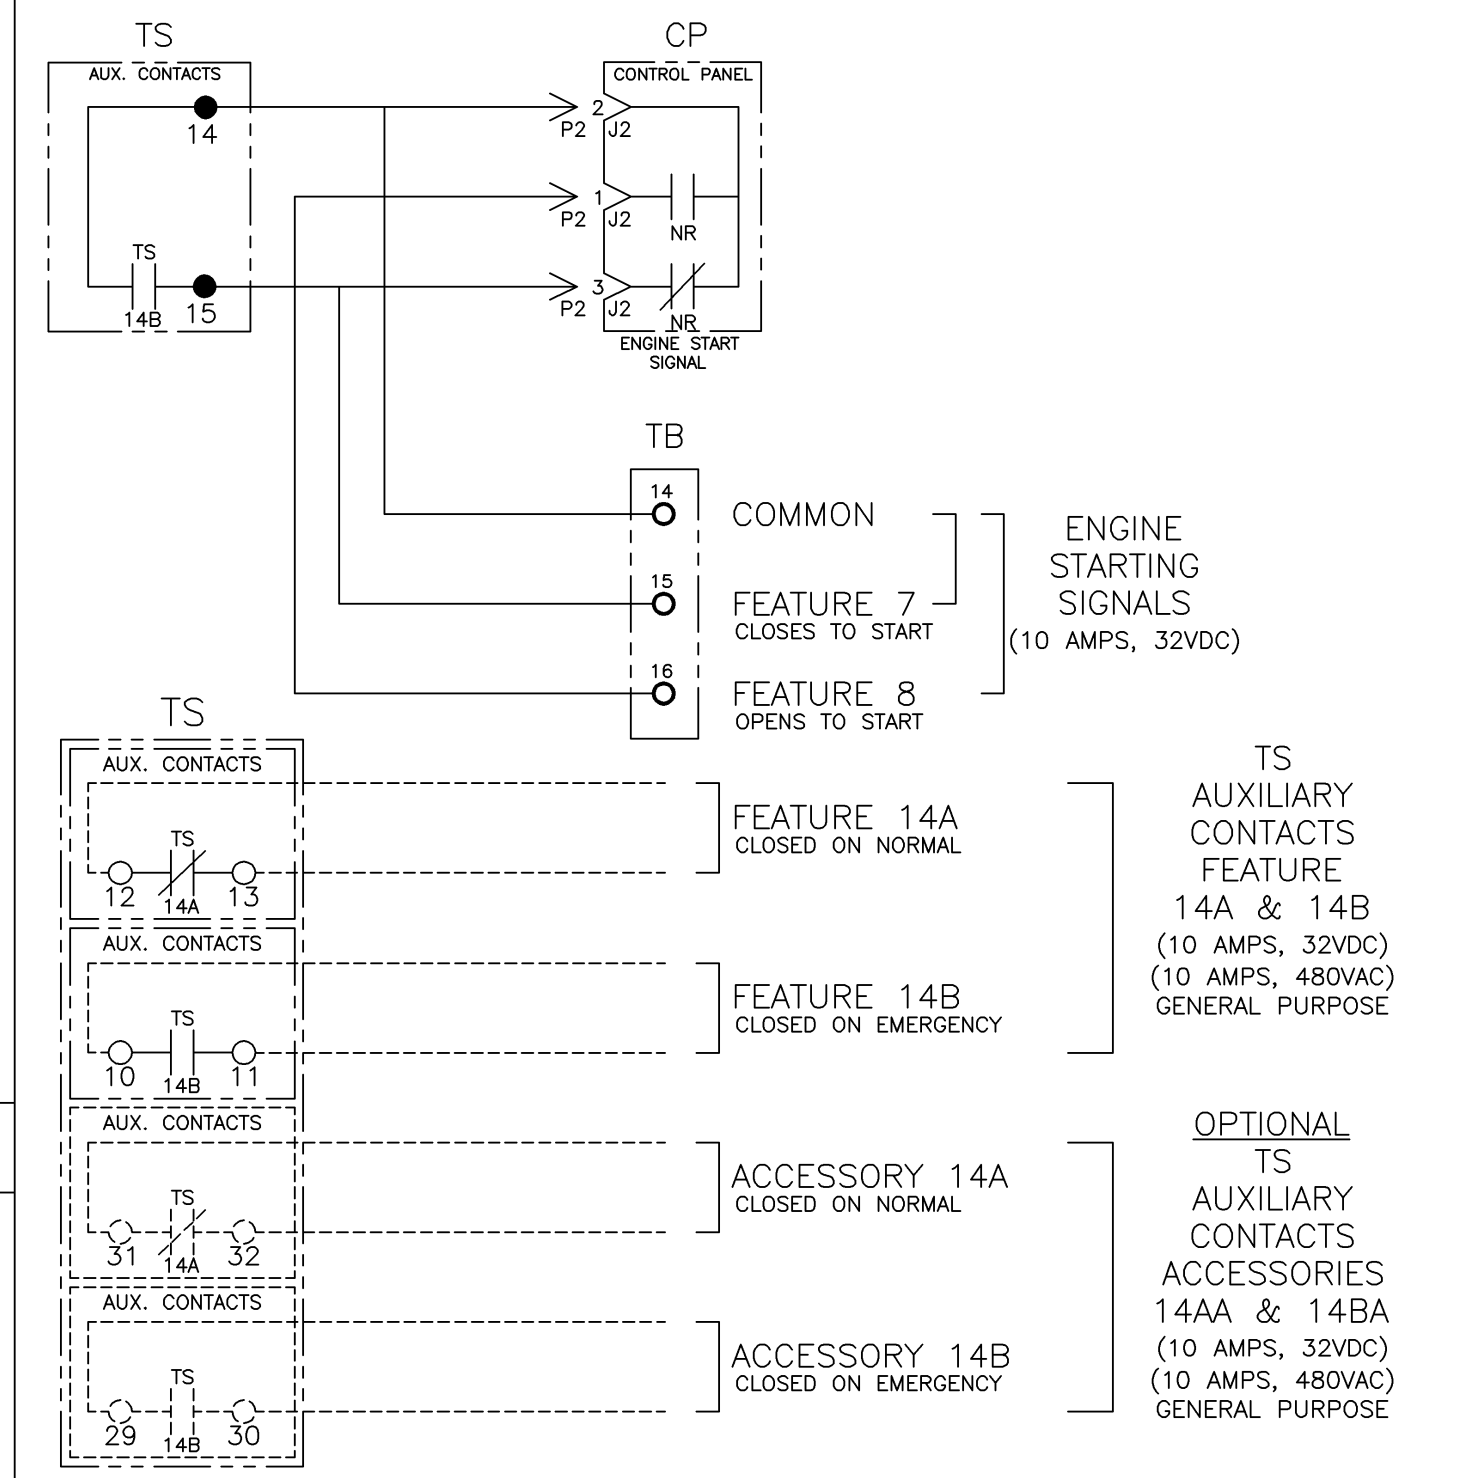 TS
AUX. CONTACTS
14
TS
14B
15
CP
CONTROL PANEL
2
P2
J2
1
P2
J2
NR
3
P2
J2
NR
ENGINE START
SIGNAL
TB
14
COMMON
15
FEATURE 7
CLOSES TO START
16
FEATURE 8
OPENS TO START
ENGINE
STARTING
SIGNALS
(10 AMPS, 32VDC)
TS
AUX. CONTACTS
TS
12
14A
13
FEATURE 14A
CLOSED ON NORMAL
AUX. CONTACTS
TS
10
14B
11
FEATURE 14B
CLOSED ON EMERGENCY
TS
AUXILIARY
CONTACTS
FEATURE
14A & 14B
(10 AMPS, 32VDC)
(10 AMPS, 480VAC)
GENERAL PURPOSE
AUX. CONTACTS
TS
31
14A
32
ACCESSORY 14A
CLOSED ON NORMAL
AUX. CONTACTS
TS
29
14B
30
ACCESSORY 14B
CLOSED ON EMERGENCY
OPTIONAL
TS
AUXILIARY
CONTACTS
ACCESSORIES
14AA & 14BA
(10 AMPS, 32VDC)
(10 AMPS, 480VAC)
GENERAL PURPOSE